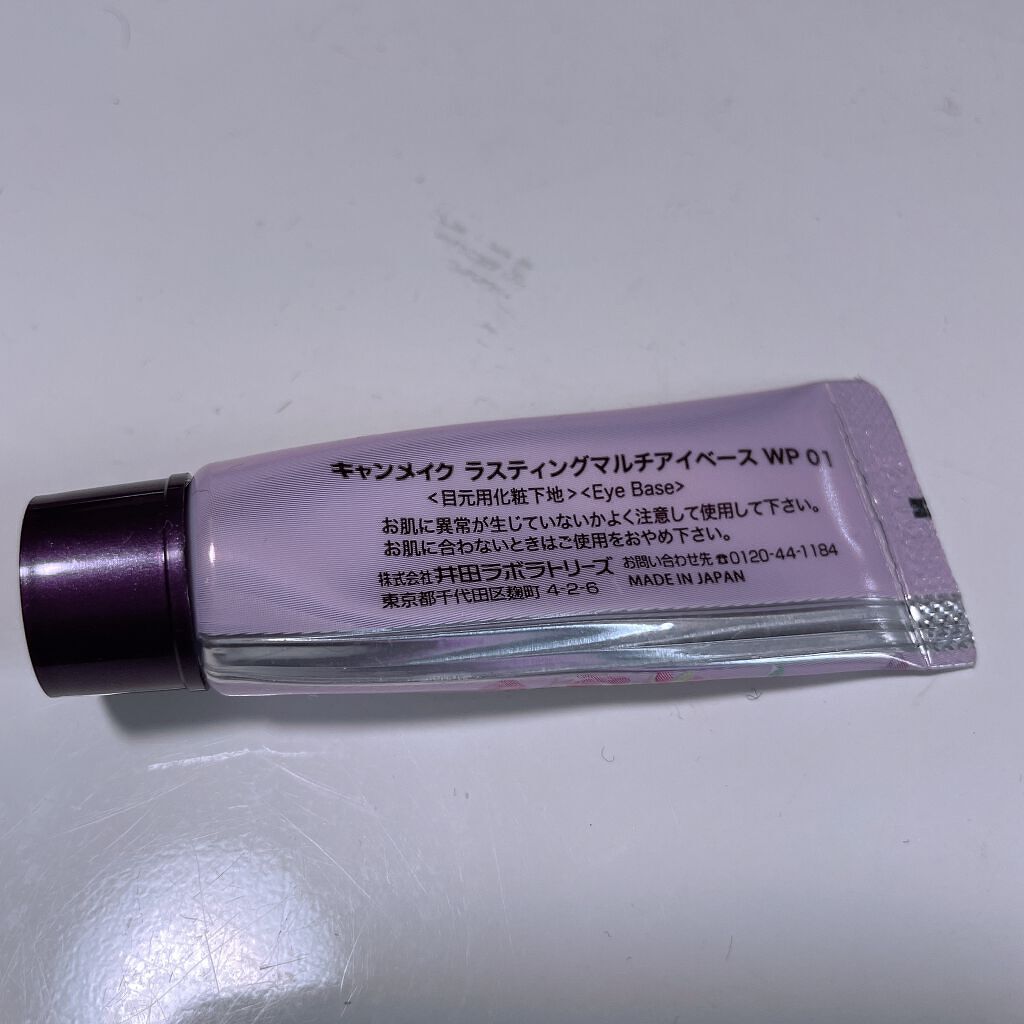 キャンメイク ラスティングマルチアイベース WP 01
<目元用化粧下地><Eye Base>
お肌に異常が生じていないかよく注意して使用して下さい。
お肌に合わないときはご使用をおやめ下さい。
株式会社 井田ラボラトリーズ お問い合わせ先 ☎0120-44-1184
東京都千代田区麹町 4-2-6 MADE IN JAPAN